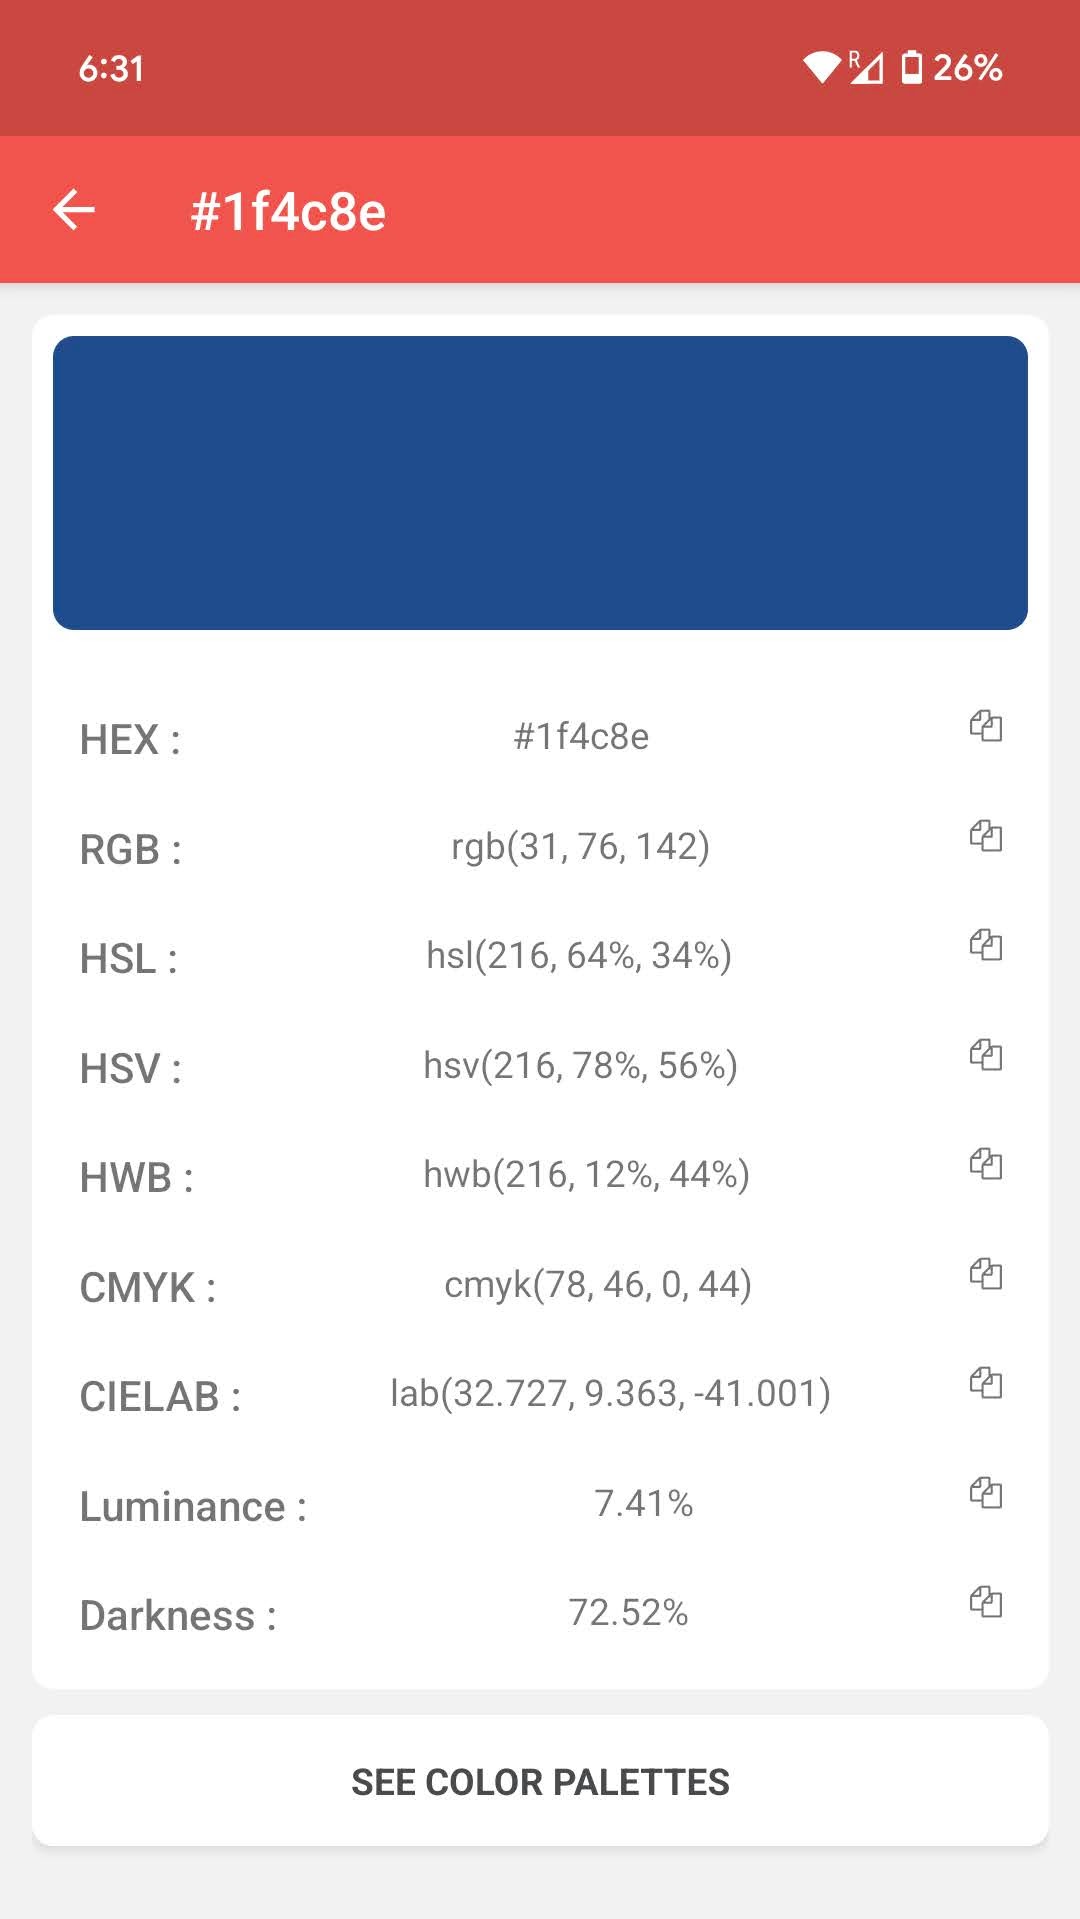 6:31 R 26%
#1f4c8e
HEX : #1f4c8e
RGB : rgb(31, 76, 142)
HSL : hsl(216, 64%, 34%)
HSV : hsv(216, 78%, 56%)
HWB : hwb(216, 12%, 44%)
CMYK : cmyk(78, 46, 0, 44)
CIELAB : lab(32.727, 9.363, -41.001)
Luminance : 7.41%
Darkness : 72.52%
SEE COLOR PALETTES